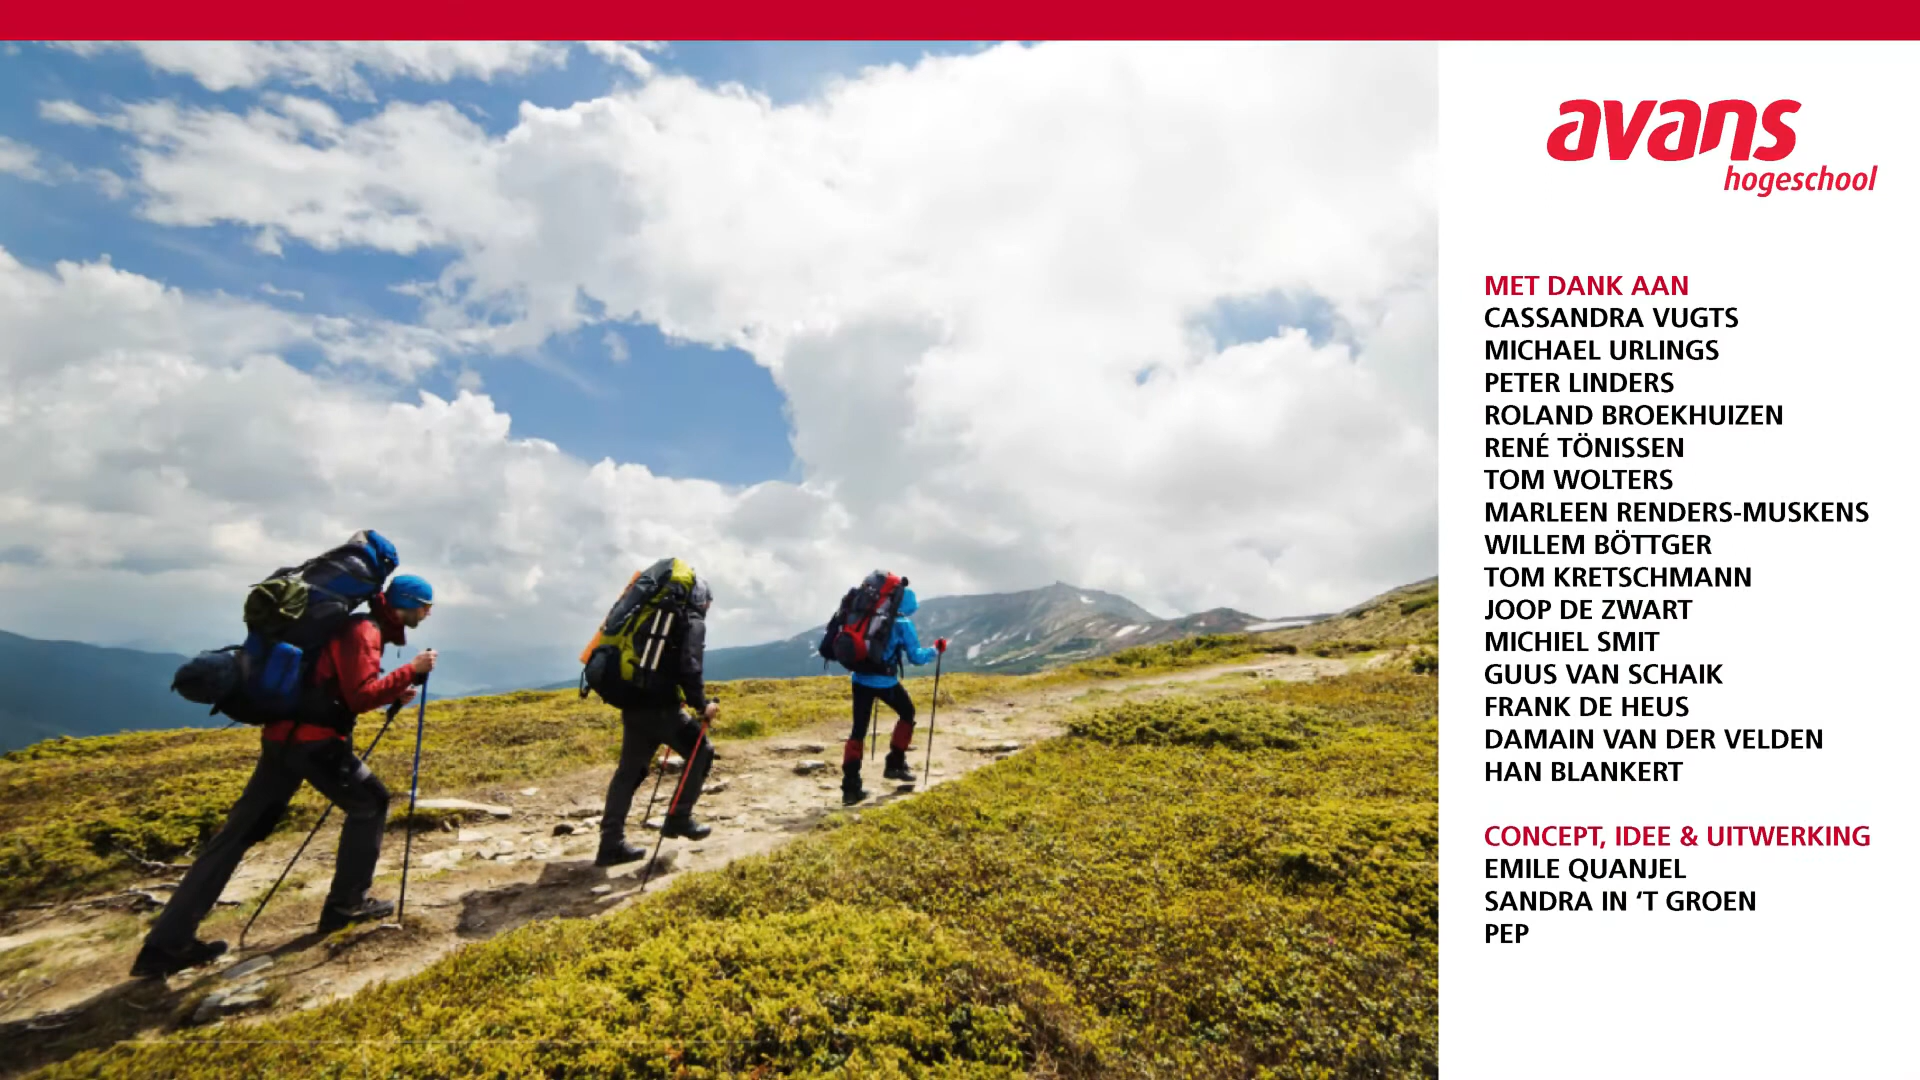 avans
hogeschool
MET DANK AAN
CASSANDRA VUGTS
MICHAEL URLINGS
PETER LINDERS
ROLAND BROEKHUIZEN
RENÉ TÖNISSEN
TOM WOLTERS
MARLEEN RENDERS-MUSKENS
WILLEM BÖTTGER
TOM KRETSCHMANN
JOOP DE ZWART
MICHIEL SMIT
GUUS VAN SCHAIK
FRANK DE HEUS
DAMAIN VAN DER VELDEN
HAN BLANKERT
CONCEPT, IDEE & UITWERKING
EMILE QUANJEL
SANDRA IN ‘T GROEN
PEP